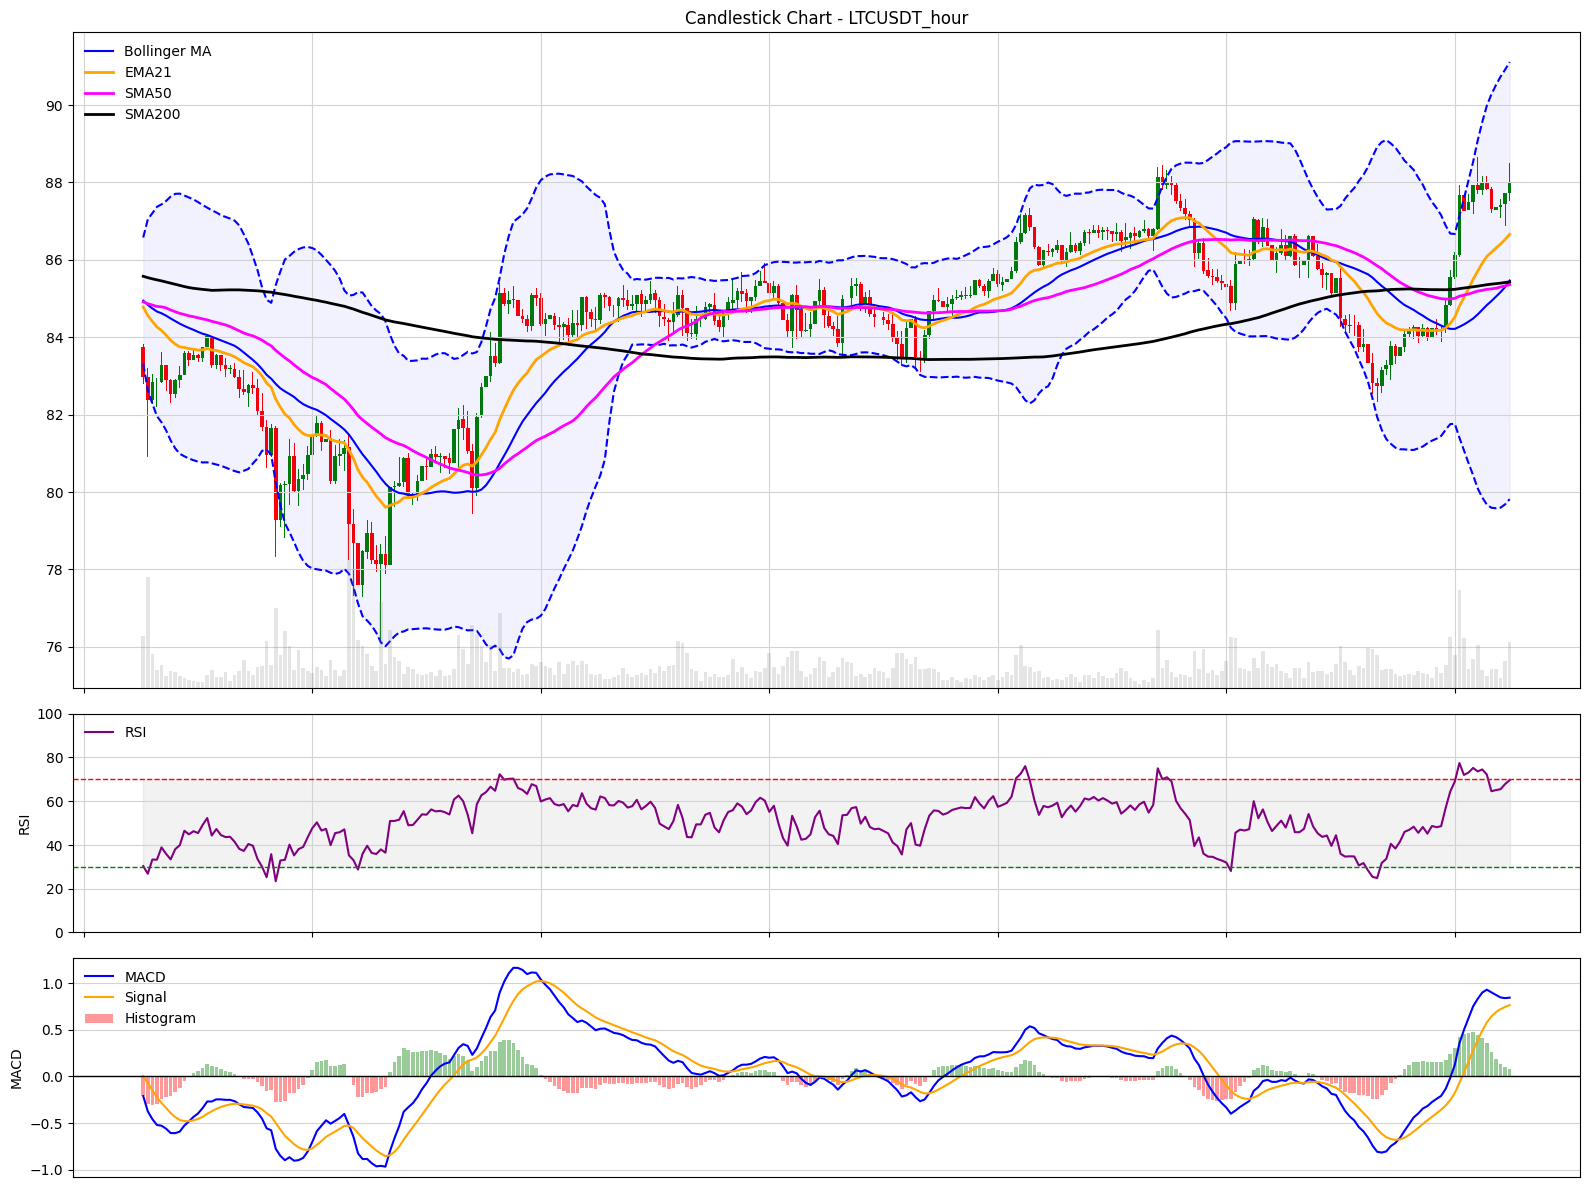 Candlestick Chart - LTCUSDT_hour
Bollinger MA
EMA21
SMA50
SMA200
90
88
86
84
82
80
78
76
RSI
100
80
60
40
20
0
RSI
MACD
Signal
Histogram
1.0
0.5
0.0
−0.5
−1.0
MACD